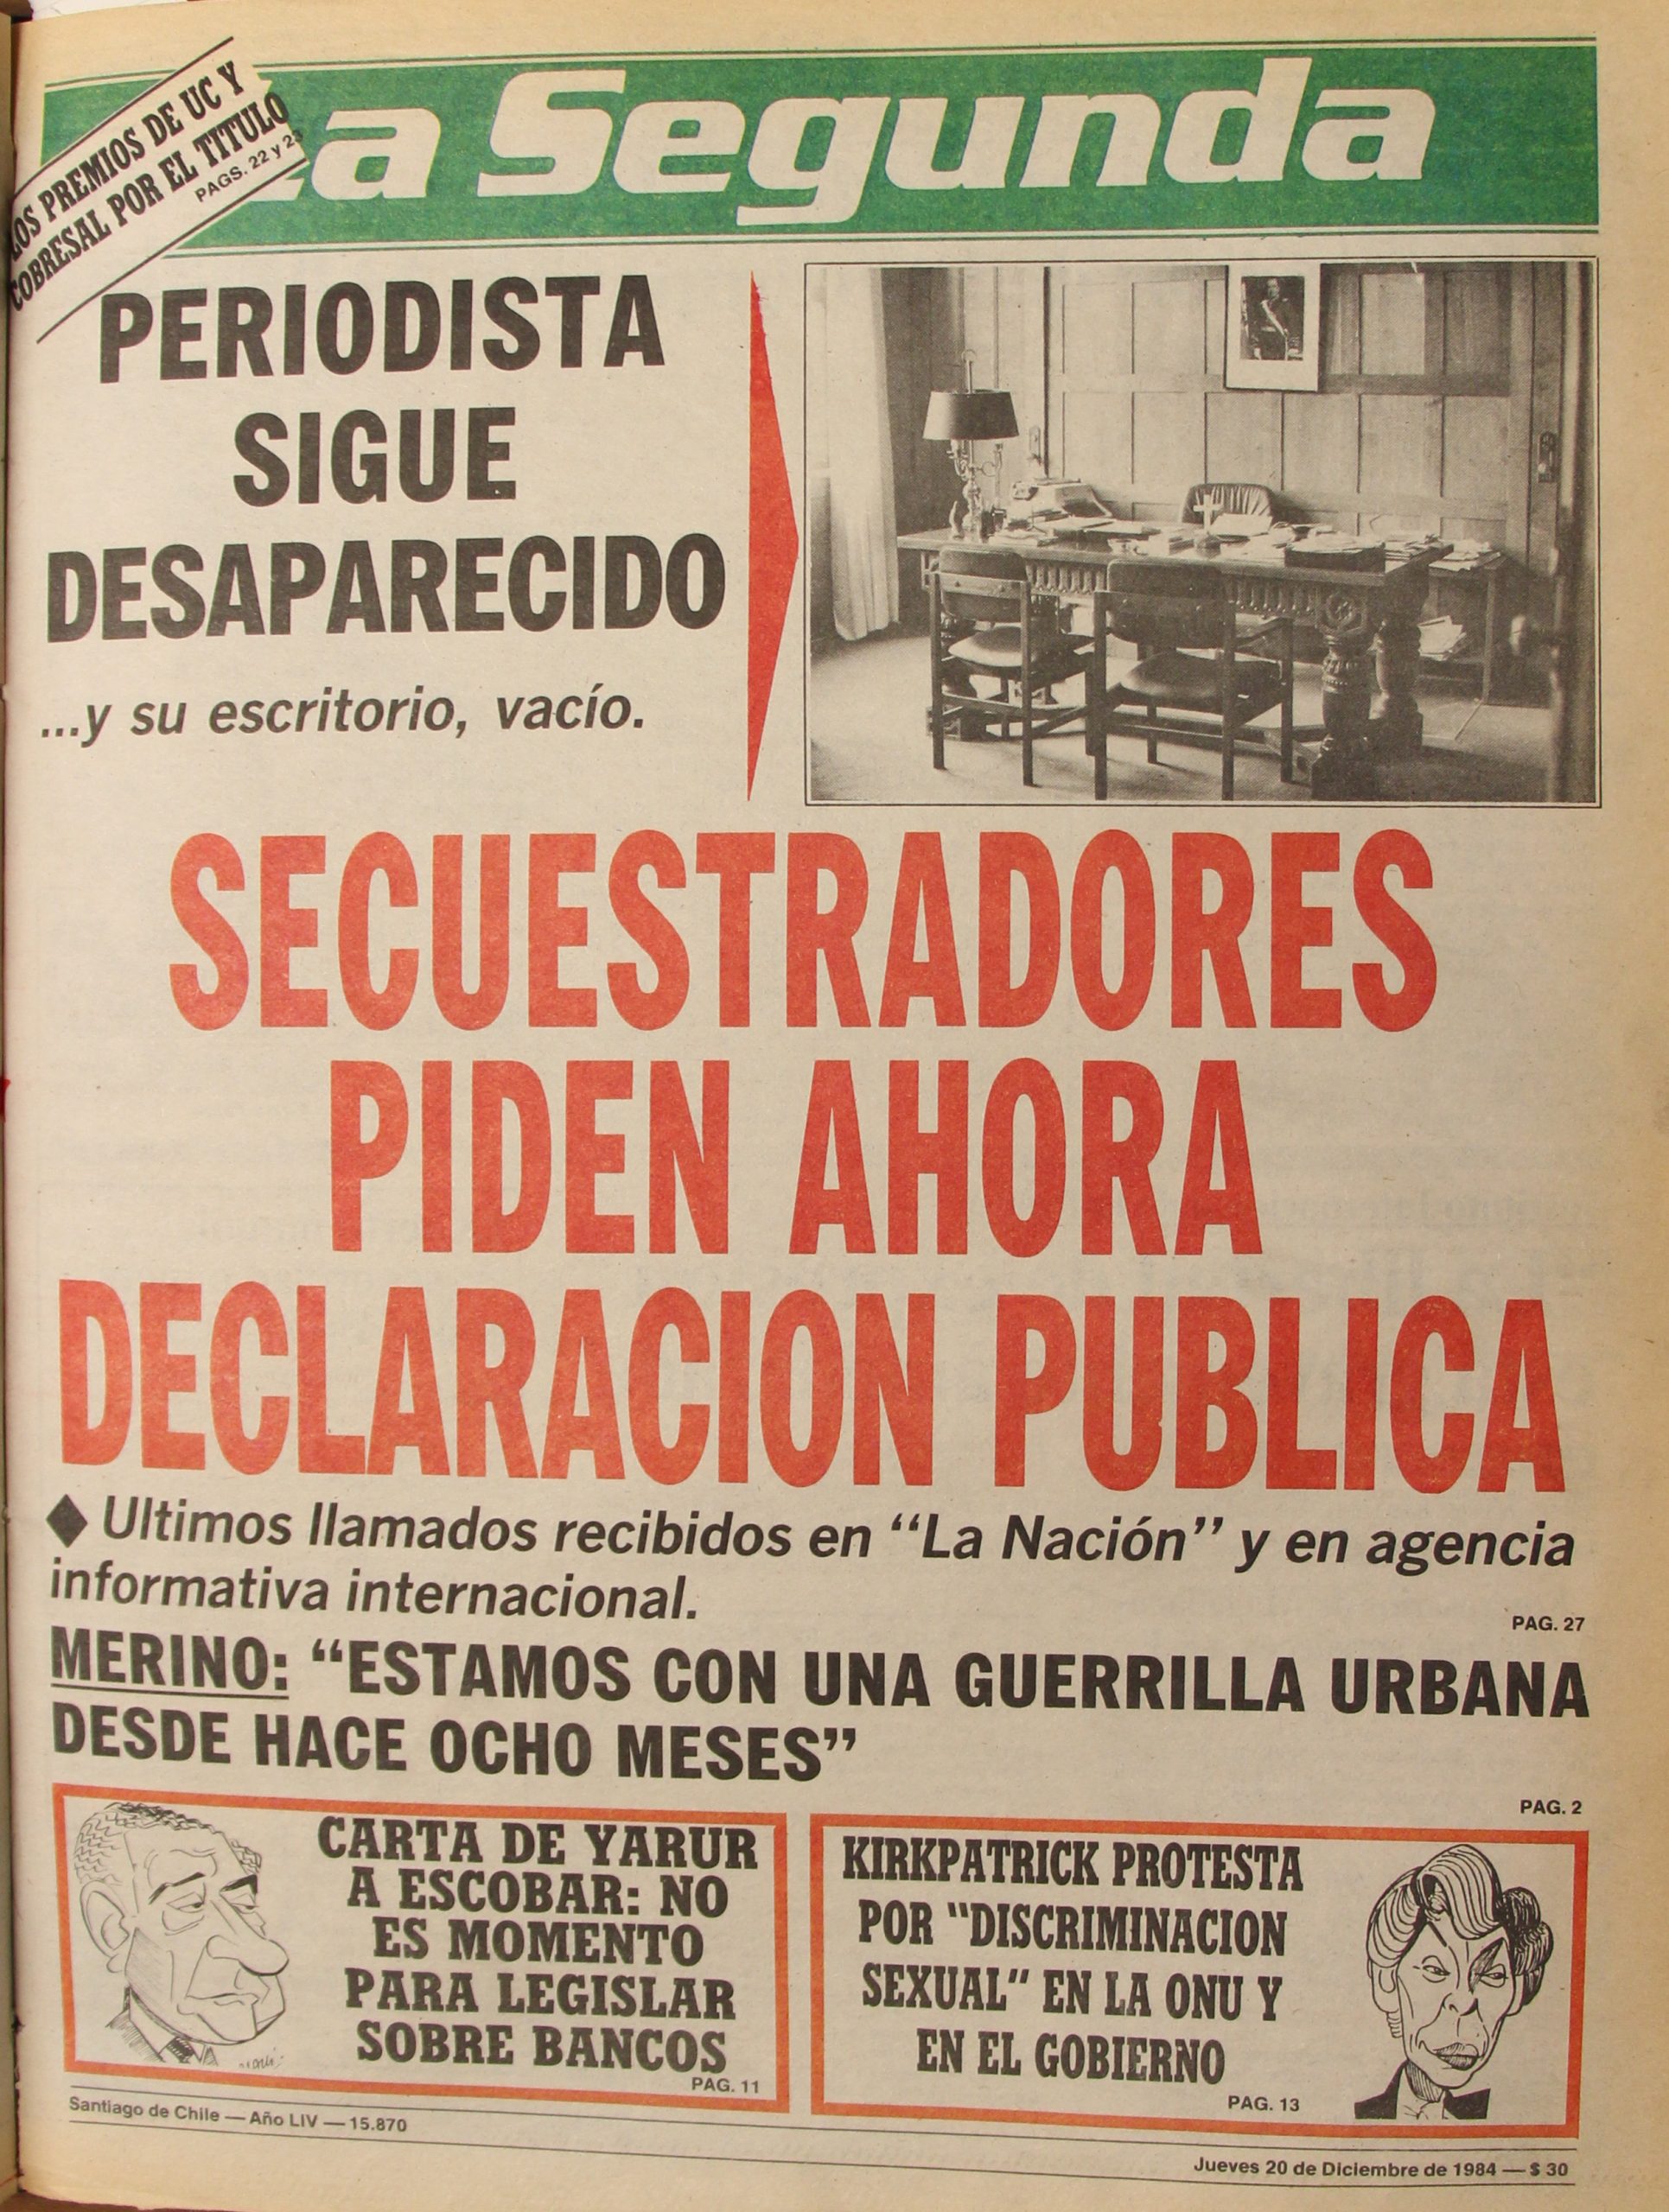 LOS PREMIOS DE UC Y
COBRESAL POR EL TITULO
PAGS. 22 y 23
La Segunda
PERIODISTA
SIGUE
DESAPARECIDO
...y su escritorio, vacío.
SECUESTRADORES
PIDEN AHORA
DECLARACION PUBLICA
◆ Ultimos llamados recibidos en “La Nación” y en agencia
informativa internacional.
PAG. 27
MERINO: “ESTAMOS CON UNA GUERRILLA URBANA
DESDE HACE OCHO MESES”
PAG. 2
CARTA DE YARUR
A ESCOBAR: NO
ES MOMENTO
PARA LEGISLAR
SOBRE BANCOS
PAG. 11
KIRKPATRICK PROTESTA
POR "DISCRIMINACION
SEXUAL" EN LA ONU Y
EN EL GOBIERNO
PAG. 13
Santiago de Chile — Año LIV — 15.870
Jueves 20 de Diciembre de 1984 — $ 30